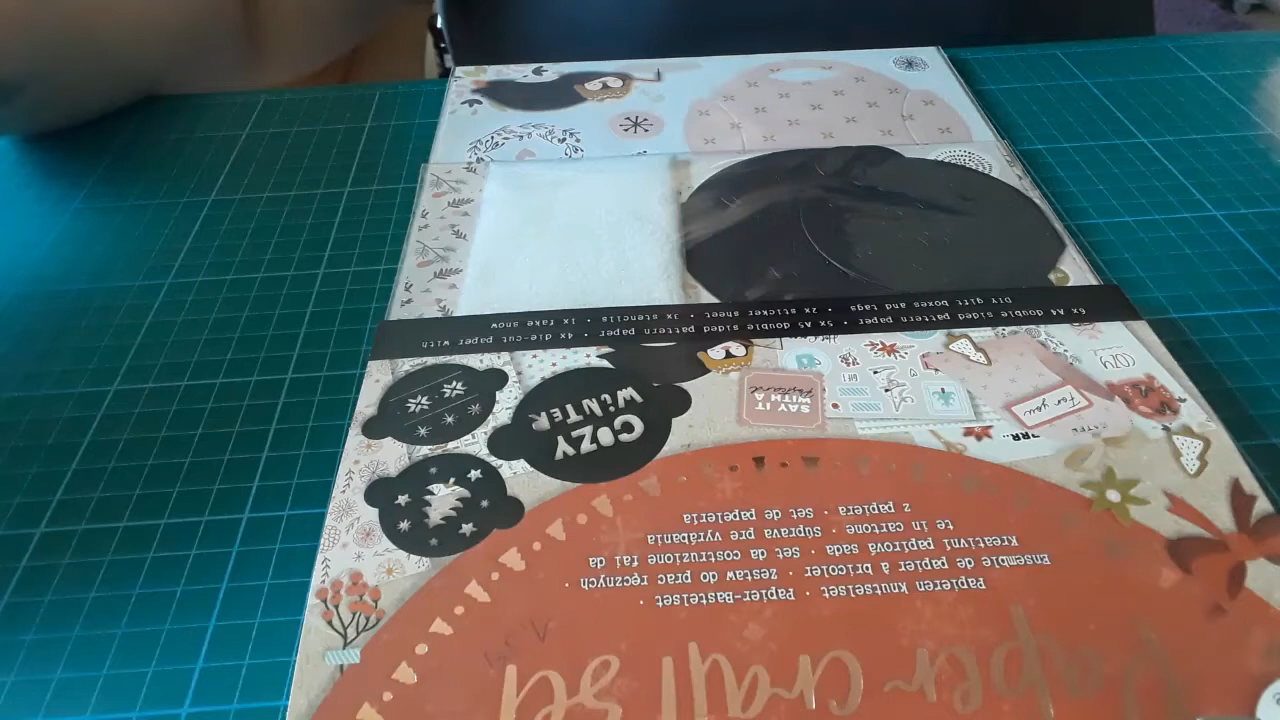 Paper craft set
Papieren knutselset · Papier-Bastelset ·
Ensemble de papier à bricoler · zestaw do prac ręcznych ·
Kreativní papírová sada · Set da costruzione fai da
te in cartone · Súprava pre vyrábania
z papiera · Set de papelería
For you
SAY IT
WITH A
Postcard
COZY
WINTER
COZY
6x A4 double sided pattern paper • 5x A5 double sided pattern paper • 4x die-cut paper with
DIY gift boxes and tags • 2x sticker sheet • 3x stencils • 1x fake snow